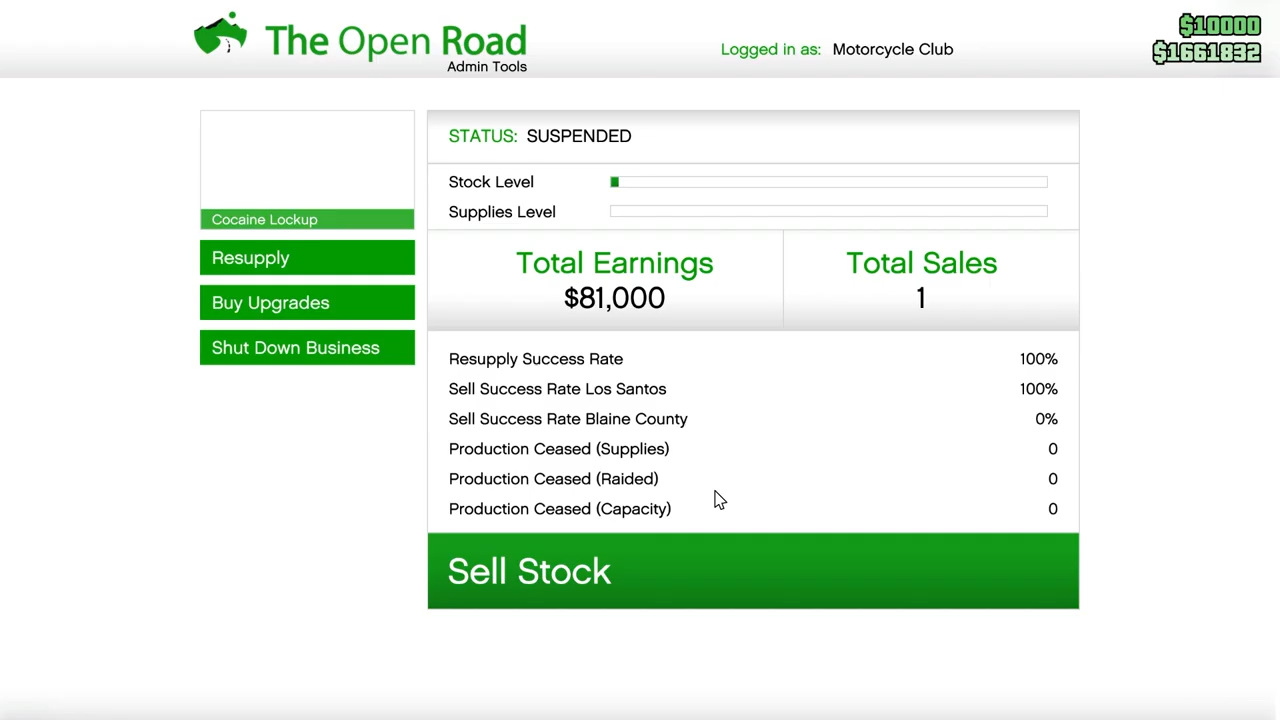 The Open Road
Admin Tools
Logged in as: Motorcycle Club
$10000
$1661832
Cocaine Lockup
Resupply
Buy Upgrades
Shut Down Business
STATUS: SUSPENDED
Stock Level
Supplies Level
Total Earnings
$81,000
Total Sales
1
Resupply Success Rate 100%
Sell Success Rate Los Santos 100%
Sell Success Rate Blaine County 0%
Production Ceased (Supplies) 0
Production Ceased (Raided) 0
Production Ceased (Capacity) 0
Sell Stock